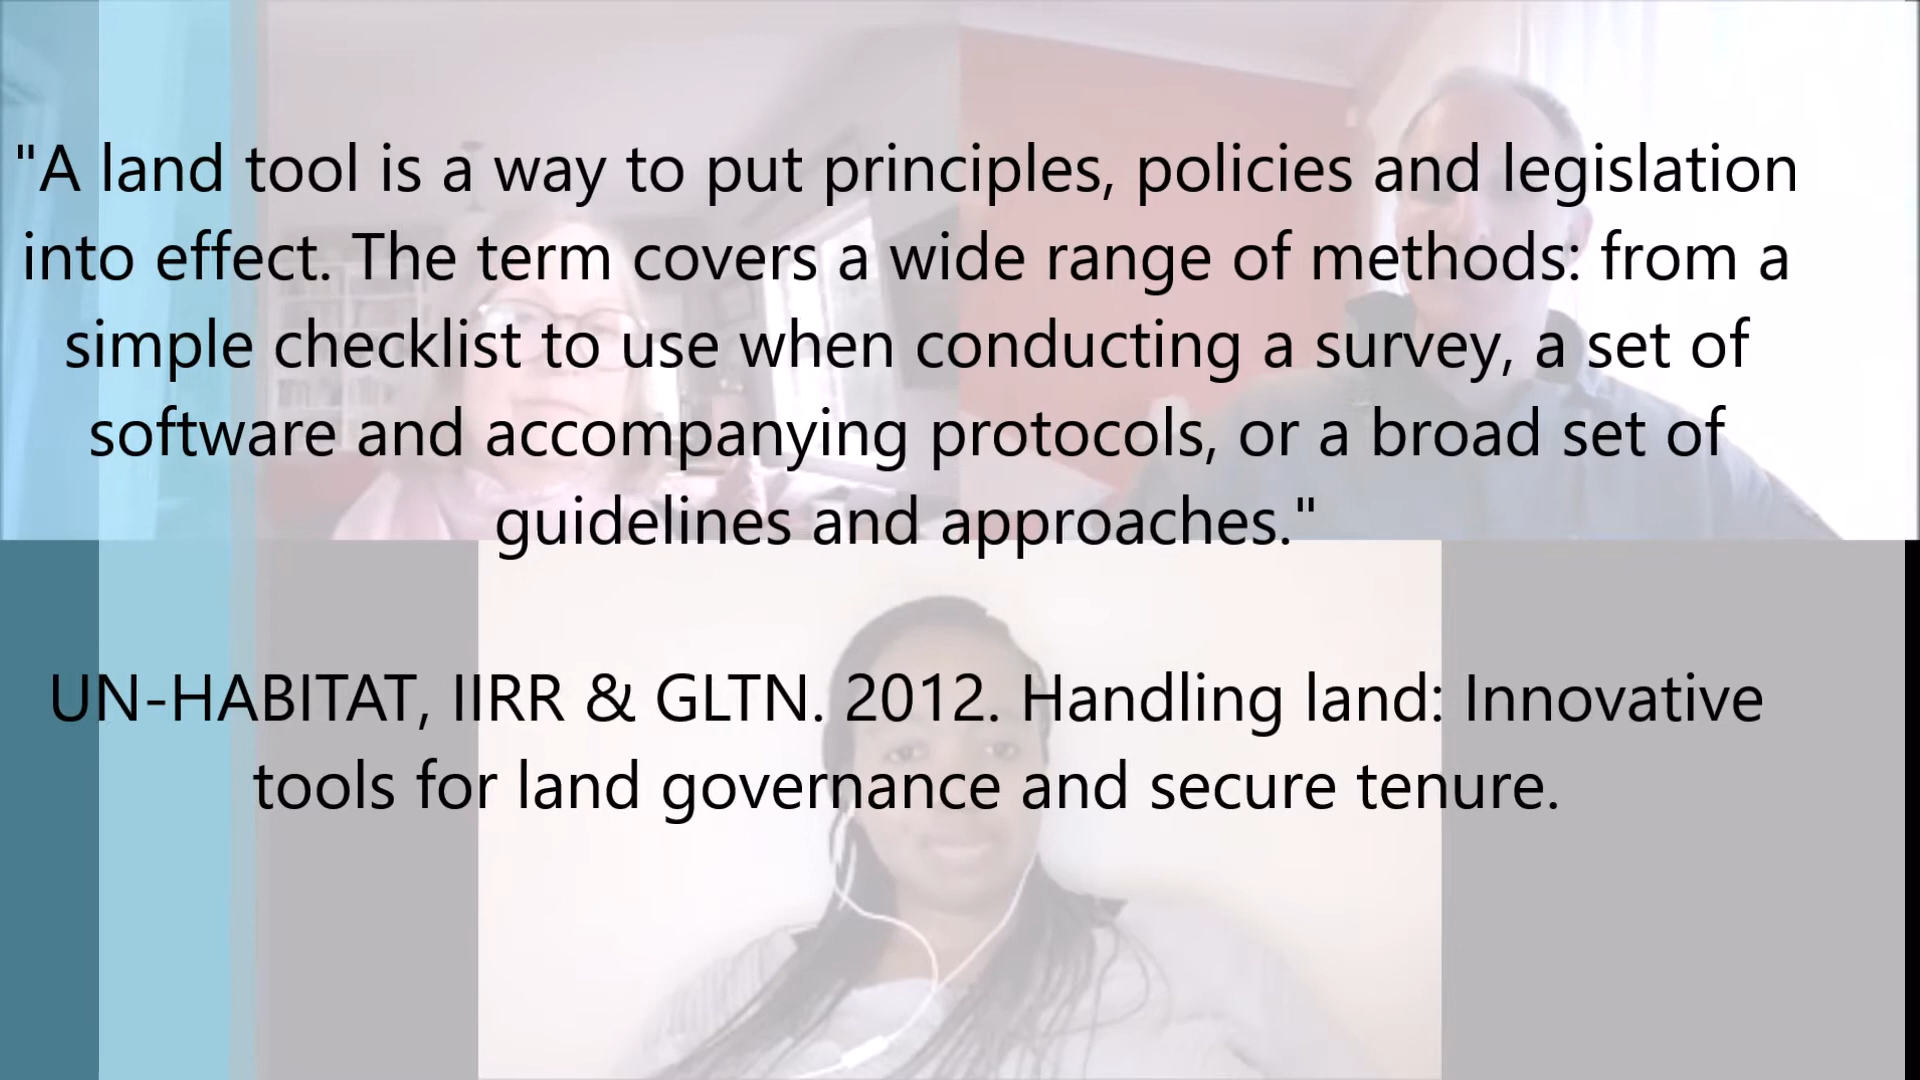 "A land tool is a way to put principles, policies and legislation
into effect. The term covers a wide range of methods: from a
simple checklist to use when conducting a survey, a set of
software and accompanying protocols, or a broad set of
guidelines and approaches."
UN-HABITAT, IIRR & GLTN. 2012. Handling land: Innovative
tools for land governance and secure tenure.